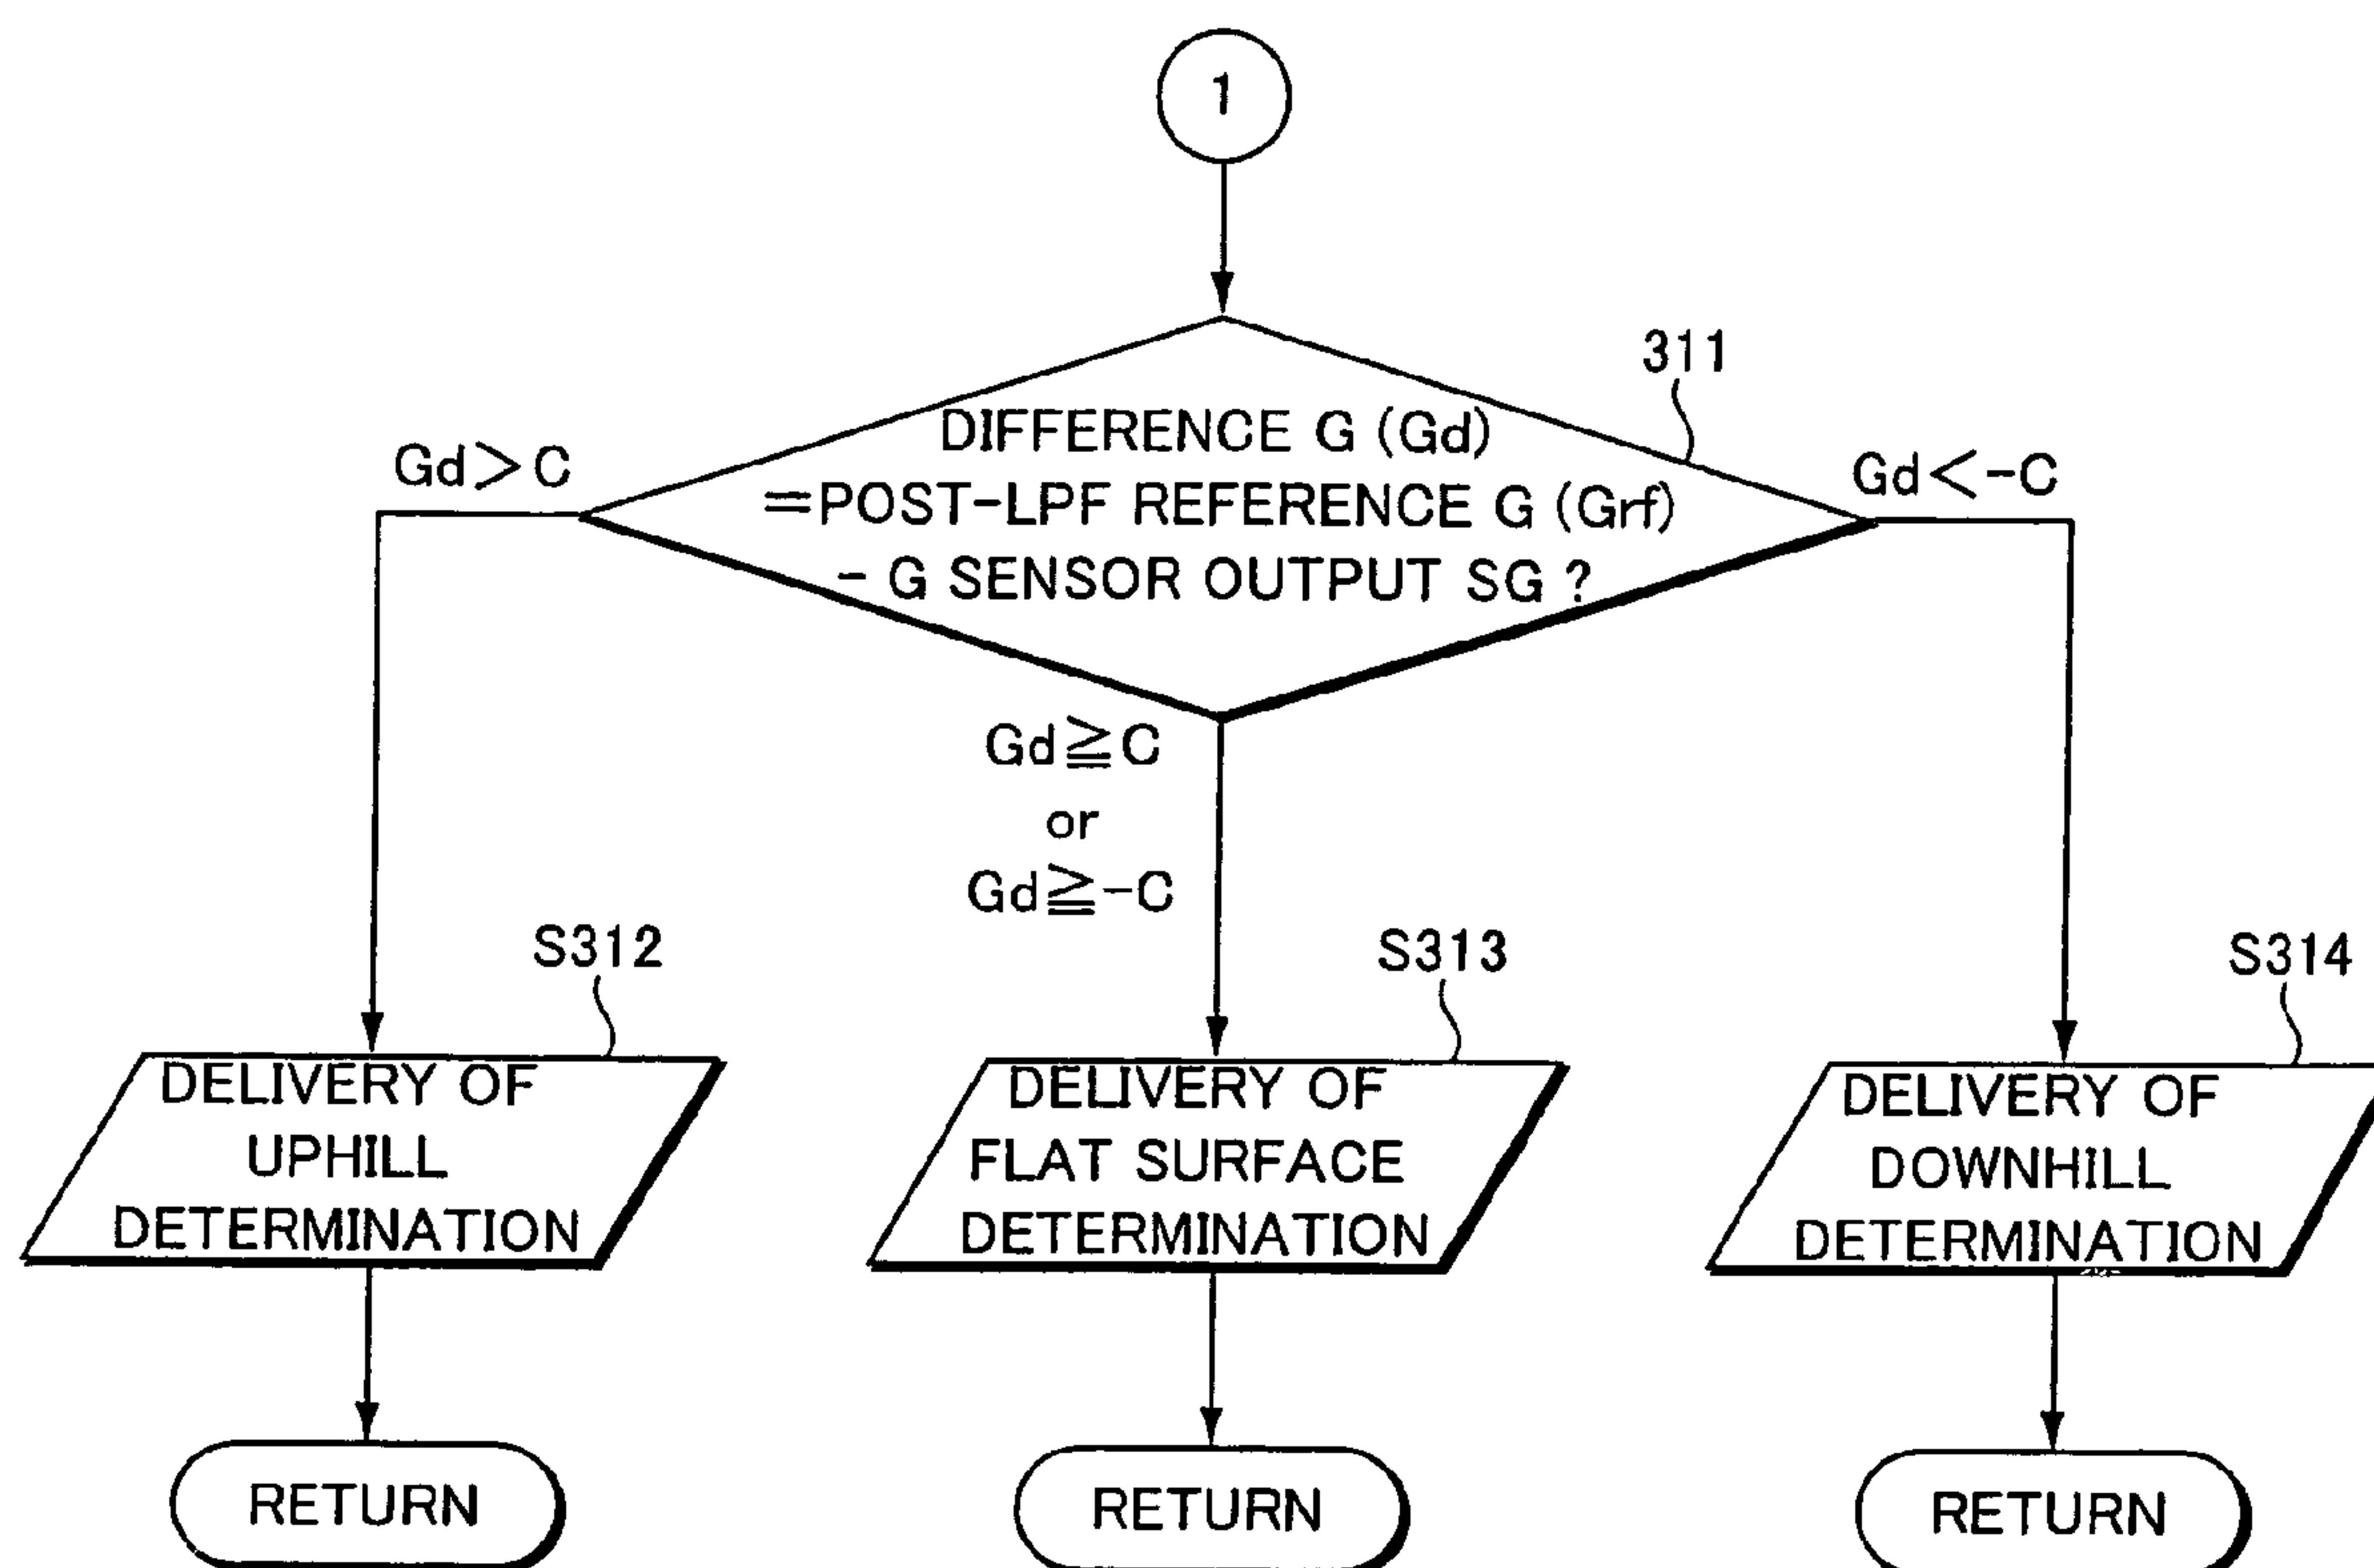 1
311
DIFFERENCE G (Gd)
=POST-LPF REFERENCE G (Grf)
- G SENSOR OUTPUT SG ?
Gd>C
Gd<-C
Gd≧C
or
Gd≧-C
S312
S313
S314
DELIVERY OF
UPHILL
DETERMINATION
DELIVERY OF
FLAT SURFACE
DETERMINATION
DELIVERY OF
DOWNHILL
DETERMINATION
RETURN
RETURN
RETURN